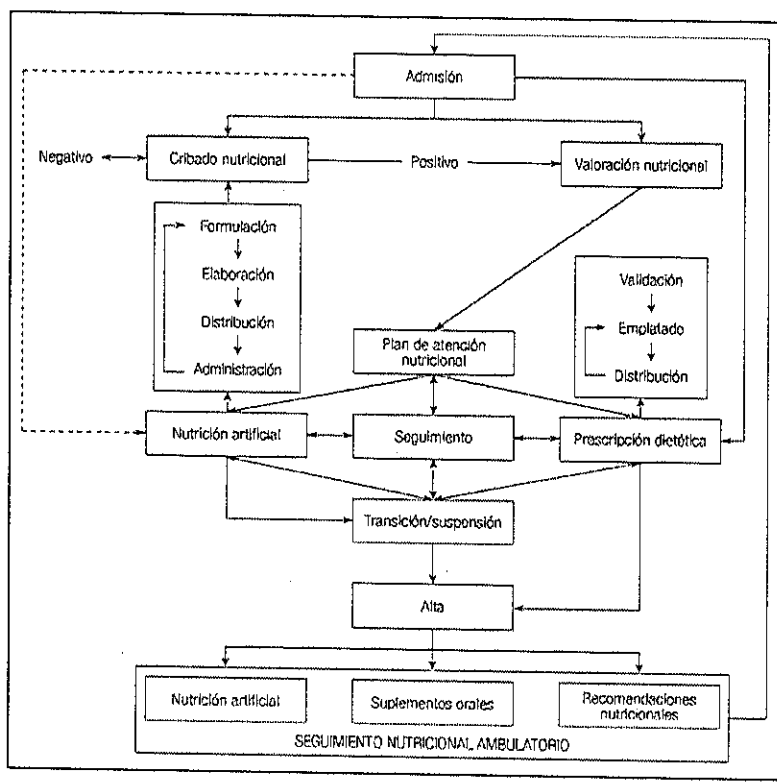 Admisión
Negativo
Cribado nutricional
Positivo
Valoración nutricional
Formulación
Elaboración
Distribución
Administración
Validación
Emplatado
Distribución
Plan de atención
nutricional
Nutrición artificial
Seguimiento
Prescripción dietética
Transición/suspensión
Alta
Nutrición artificial
Suplementos orales
Recomendaciones
nutricionales
SEGUIMIENTO NUTRICIONAL AMBULATORIO